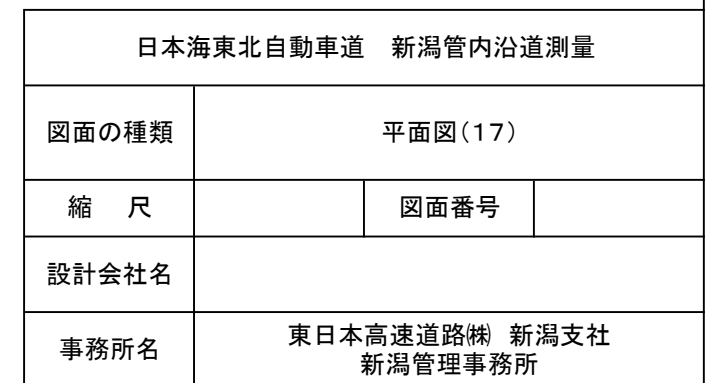 日本海東北自動車道　新潟管内沿道測量
図面の種類
平面図(17)
縮　尺
図面番号
設計会社名
事務所名
東日本高速道路㈱ 新潟支社
新潟管理事務所